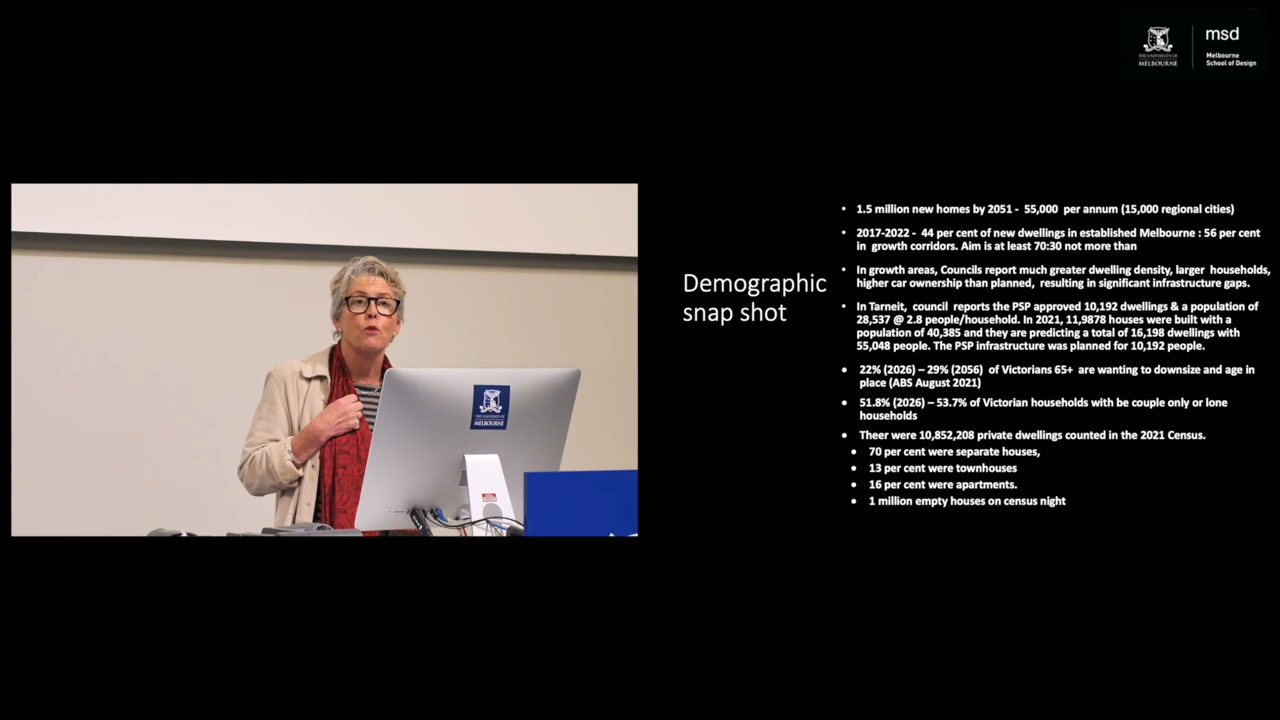 THE UNIVERSITY OF
MELBOURNE
msd
Melbourne
School of Design
THE UNIVERSITY OF
MELBOURNE
Demographic
snap shot
• 1.5 million new homes by 2051 - 55,000 per annum (15,000 regional cities)
• 2017-2022 - 44 per cent of new dwellings in established Melbourne : 56 per cent
in growth corridors. Aim is at least 70:30 not more than
• In growth areas, Councils report much greater dwelling density, larger households,
higher car ownership than planned, resulting in significant infrastructure gaps.
• In Tarneit, council reports the PSP approved 10,192 dwellings & a population of
28,537 @ 2.8 people/household. In 2021, 11,9878 houses were built with a
population of 40,385 and they are predicting a total of 16,198 dwellings with
55,048 people. The PSP infrastructure was planned for 10,192 people.
• 22% (2026) – 29% (2056) of Victorians 65+ are wanting to downsize and age in
place (ABS August 2021)
• 51.8% (2026) – 53.7% of Victorian households with be couple only or lone
households
• Theer were 10,852,208 private dwellings counted in the 2021 Census.
• 70 per cent were separate houses,
• 13 per cent were townhouses
• 16 per cent were apartments.
• 1 million empty houses on census night